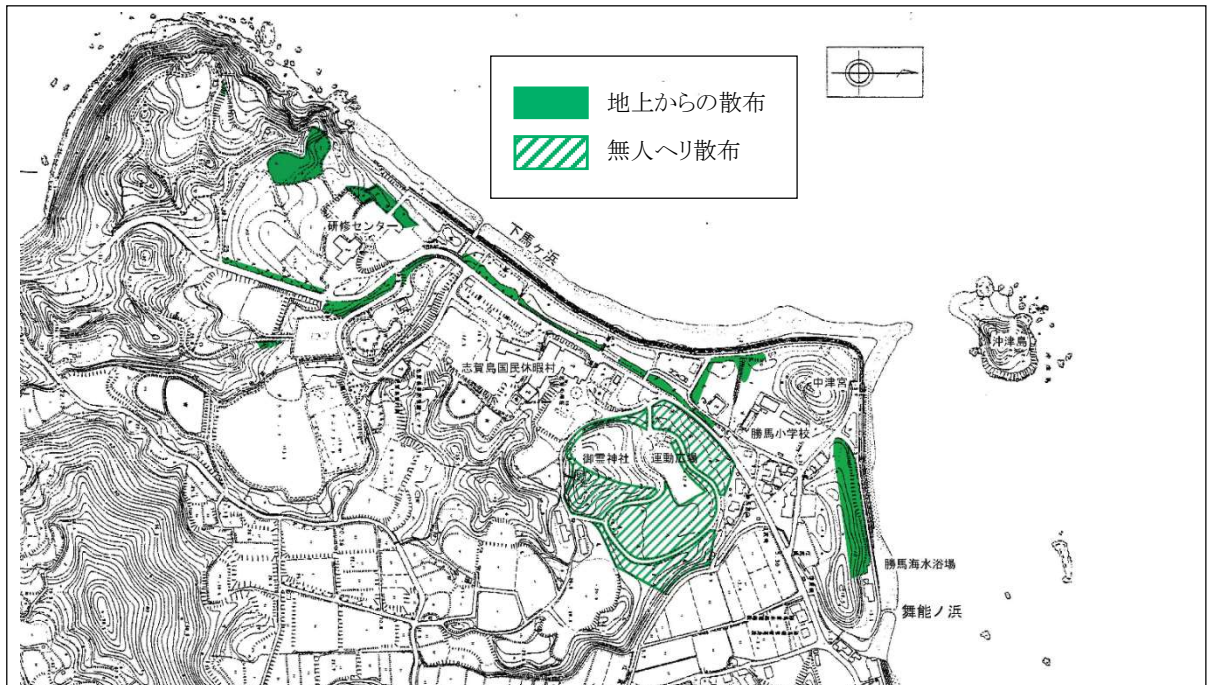 地上からの散布
無人ヘリ散布
研修センター
下馬ヶ浜
沖津島
志賀島国民休暇村
中津宮
勝馬小学校
御霊神社
運動広場
勝馬海水浴場
舞能ノ浜